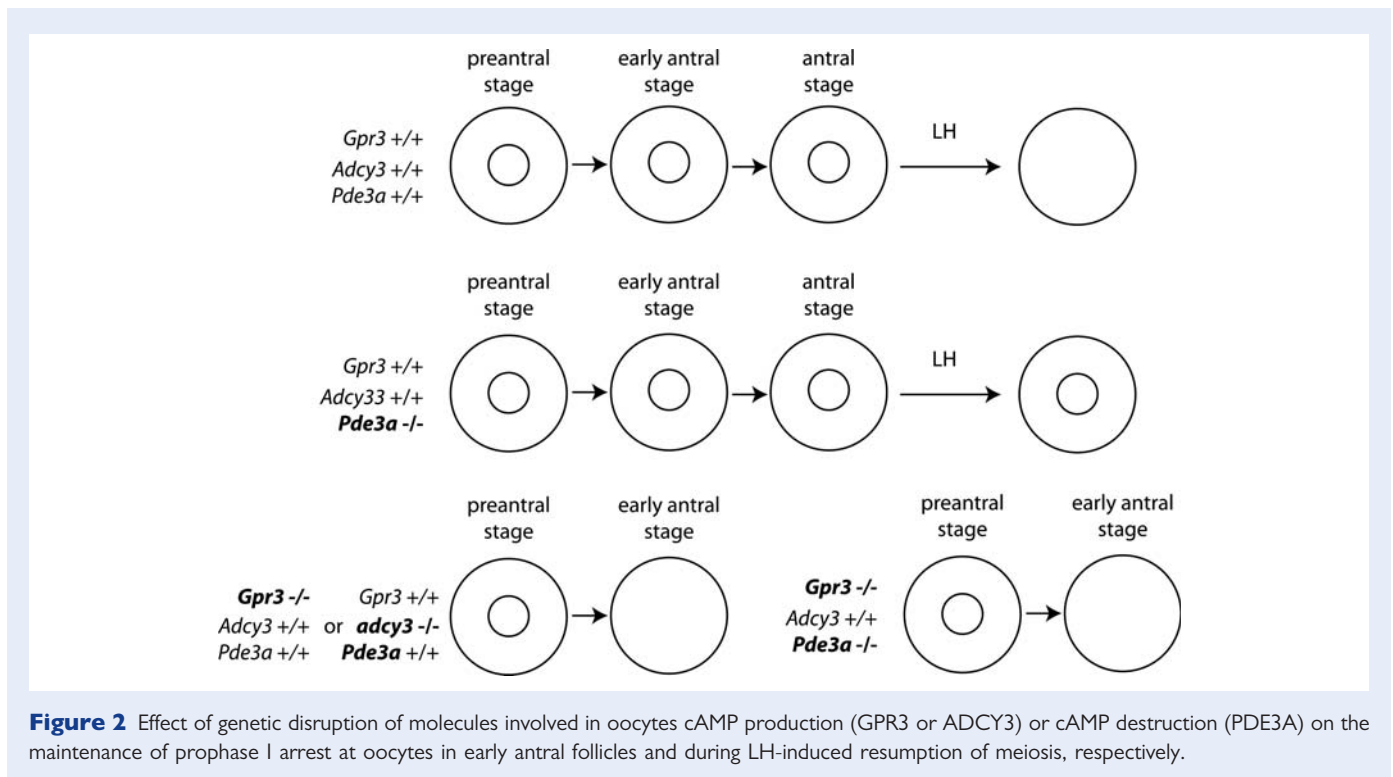 preantral
stage
early antral
stage
antral
stage
Gpr3 +/+
Adcy3 +/+
Pde3a +/+
LH
preantral
stage
early antral
stage
antral
stage
Gpr3 +/+
Adcy33 +/+
Pde3a -/-
LH
preantral
stage
early antral
stage
Gpr3 -/- Gpr3 +/+
Adcy3 +/+ or adcy3 -/-
Pde3a +/+ Pde3a +/+
preantral
stage
early antral
stage
Gpr3 -/-
Adcy3 +/+
Pde3a -/-
Figure 2 Effect of genetic disruption of molecules involved in oocytes cAMP production (GPR3 or ADCY3) or cAMP destruction (PDE3A) on the
maintenance of prophase I arrest at oocytes in early antral follicles and during LH-induced resumption of meiosis, respectively.